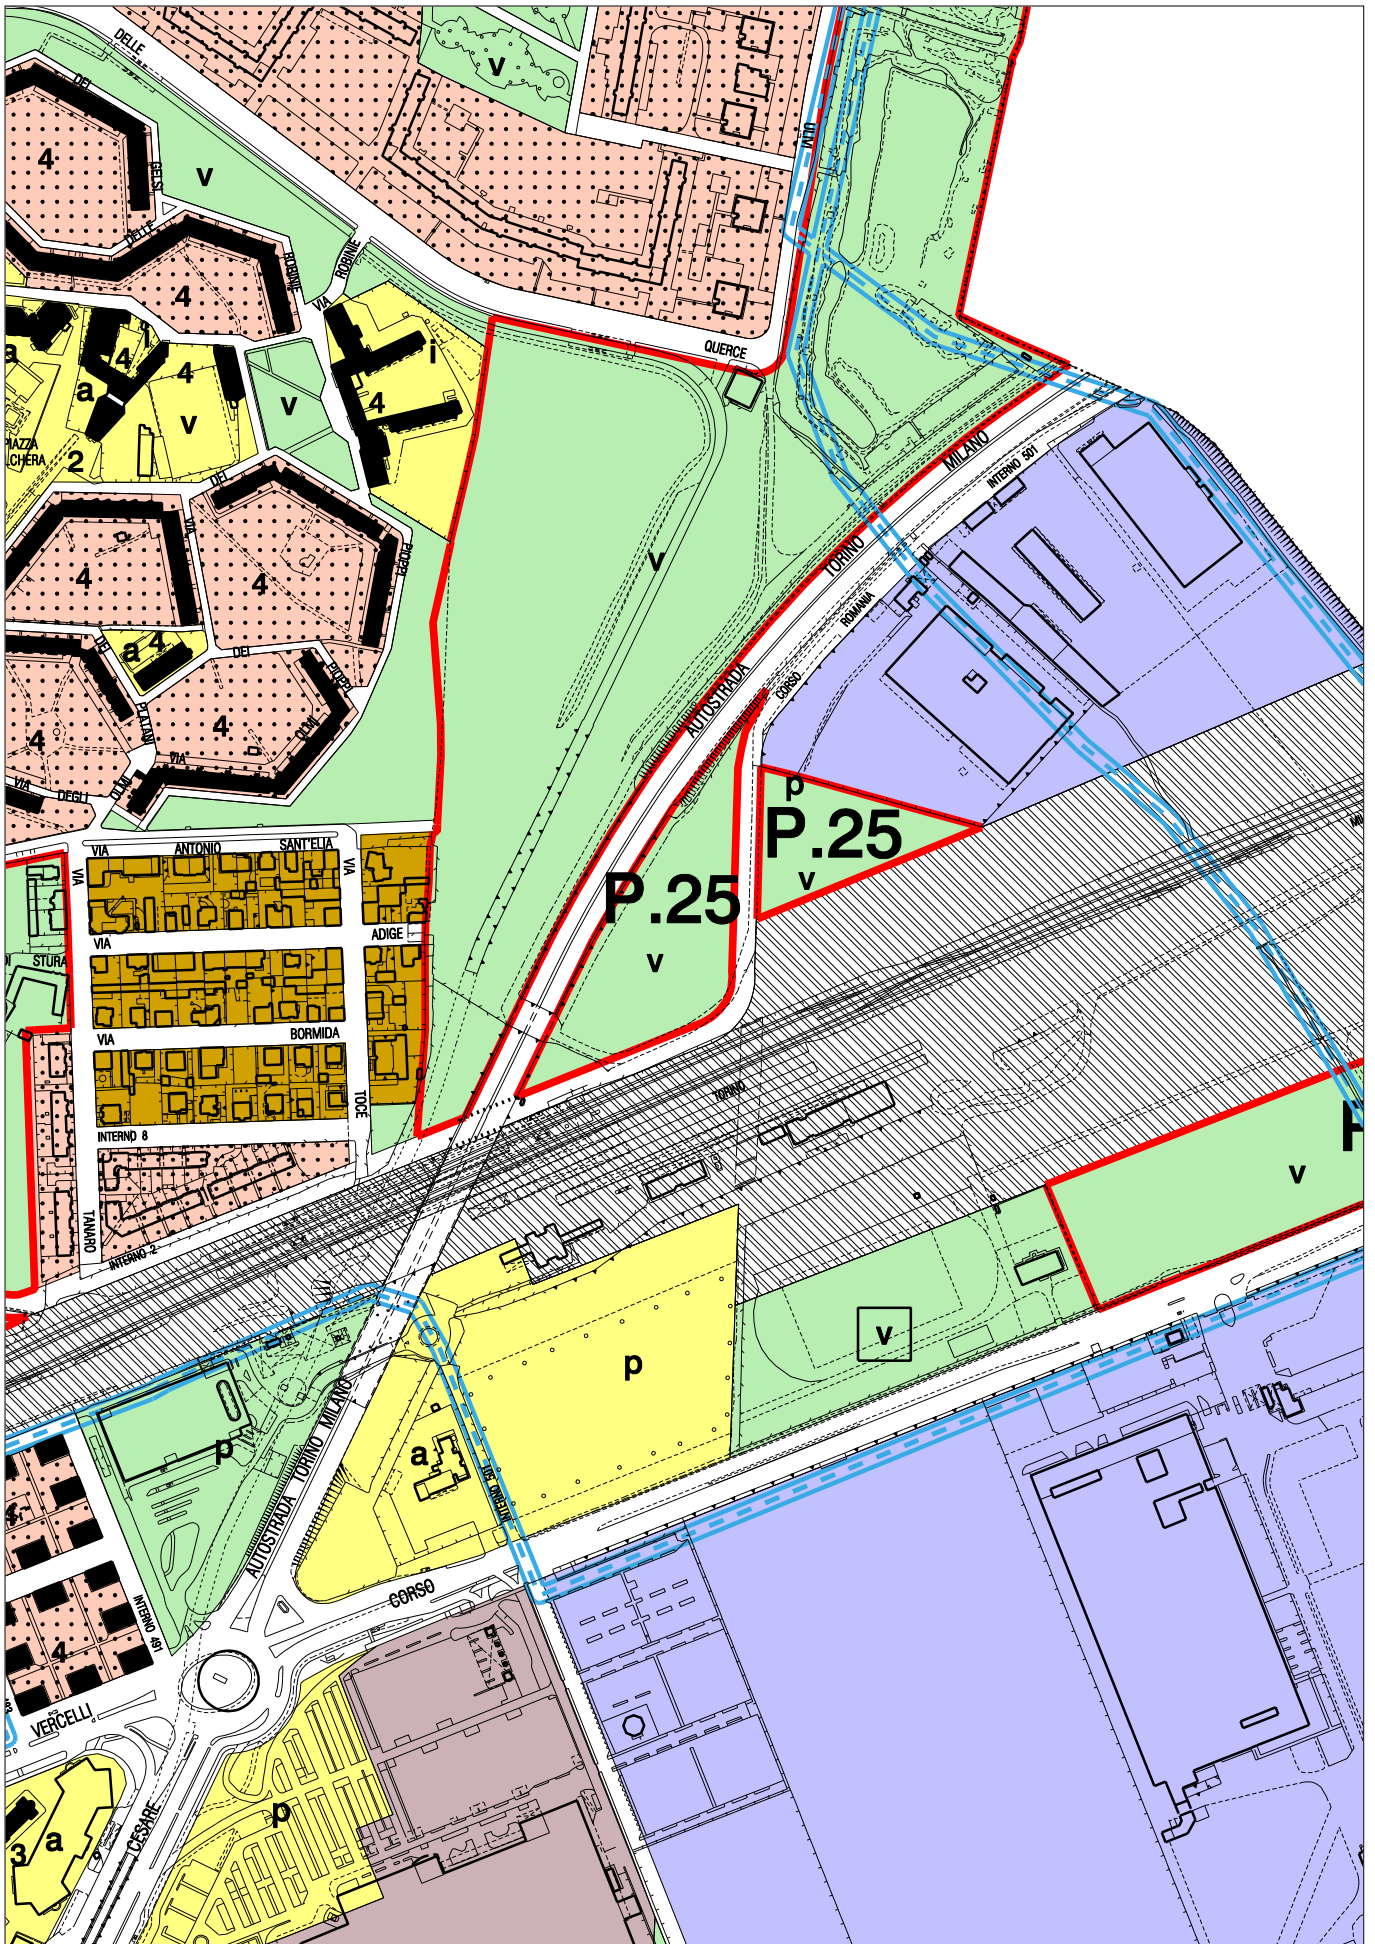 DELLE
DEI
v
ULMI
4
GELSI
v
DELLE
ROBINIE
ROBINIE
4
VIA
QUERCE
i
a
4
4
i
a
v
4
v
MILANO
PIAZZA
2
INTERNO 501
DEI
VIA
PIOPPI
TORINO
v
4
4
ROMANIA
DEI
a
4
DEI
PIOPPI
AUTOSTRADA
CORSO
PLATANI
4
OLMI
4
VIA
VIA
DEGLI
OLMI
p
P.25
v
VIA
ANTONIO
SANT'ELIA
VIA
VIA
P.25
v
VIA
ADIGE
STURA
VIA
BORMIDA
TOCE
TORINO
INTERNO 8
P
v
TANARO
INTERNO 2
v
p
MILANO
TORINO
AUTOSTRADA
p
a
INTERNO 501
CORSO
INTERNO 491
4
VERCELLI
CESARE
p
3
a